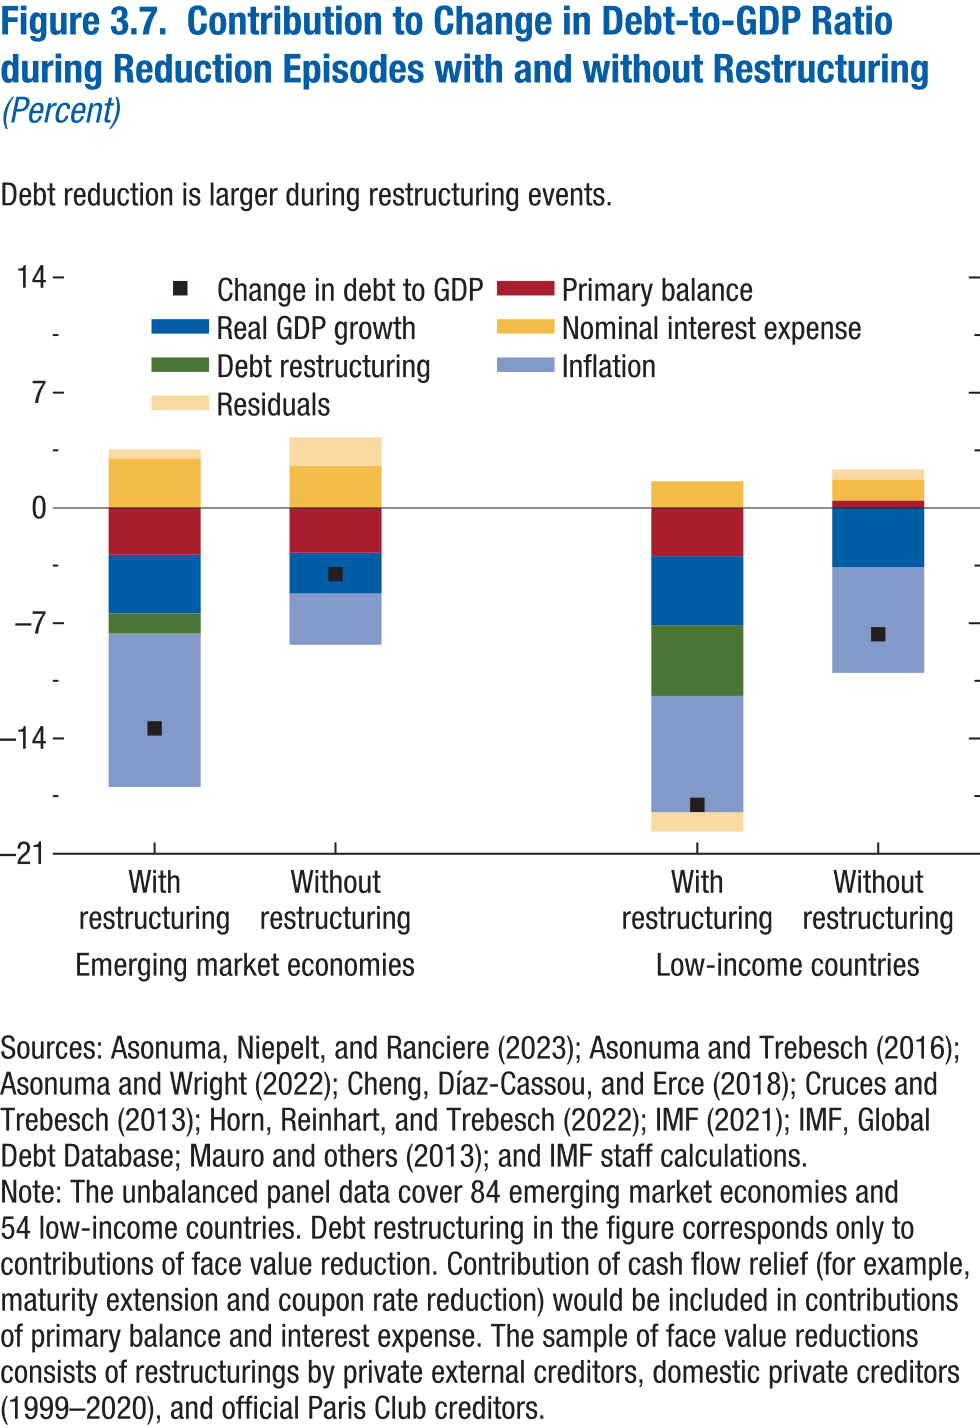 Figure 3.7. Contribution to Change in Debt-to-GDP Ratio
during Reduction Episodes with and without Restructuring
(Percent)
Debt reduction is larger during restructuring events.
14
Change in debt to GDP
Primary balance
Real GDP growth
Nominal interest expense
Debt restructuring
Inflation
7
Residuals
0
–7
–14
–21
With
restructuring
Without
restructuring
With
restructuring
Without
restructuring
Emerging market economies
Low-income countries
Sources: Asonuma, Niepelt, and Ranciere (2023); Asonuma and Trebesch (2016);
Asonuma and Wright (2022); Cheng, Díaz-Cassou, and Erce (2018); Cruces and
Trebesch (2013); Horn, Reinhart, and Trebesch (2022); IMF (2021); IMF, Global
Debt Database; Mauro and others (2013); and IMF staff calculations.
Note: The unbalanced panel data cover 84 emerging market economies and
54 low-income countries. Debt restructuring in the figure corresponds only to
contributions of face value reduction. Contribution of cash flow relief (for example,
maturity extension and coupon rate reduction) would be included in contributions
of primary balance and interest expense. The sample of face value reductions
consists of restructurings by private external creditors, domestic private creditors
(1999–2020), and official Paris Club creditors.